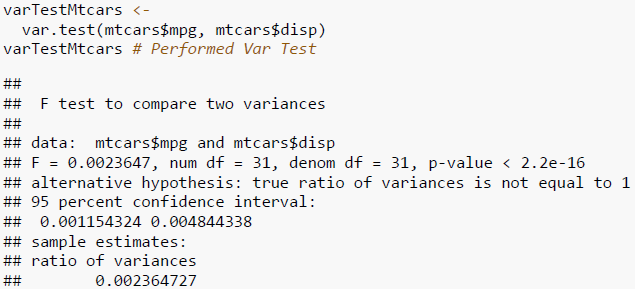 varTestMtcars <-
  var.test(mtcars$mpg, mtcars$disp)
varTestMtcars # Performed Var Test
##
##  F test to compare two variances
##
## data:  mtcars$mpg and mtcars$disp
## F = 0.0023647, num df = 31, denom df = 31, p-value < 2.2e-16
## alternative hypothesis: true ratio of variances is not equal to 1
## 95 percent confidence interval:
##  0.001154324 0.004844338
## sample estimates:
## ratio of variances
##        0.002364727